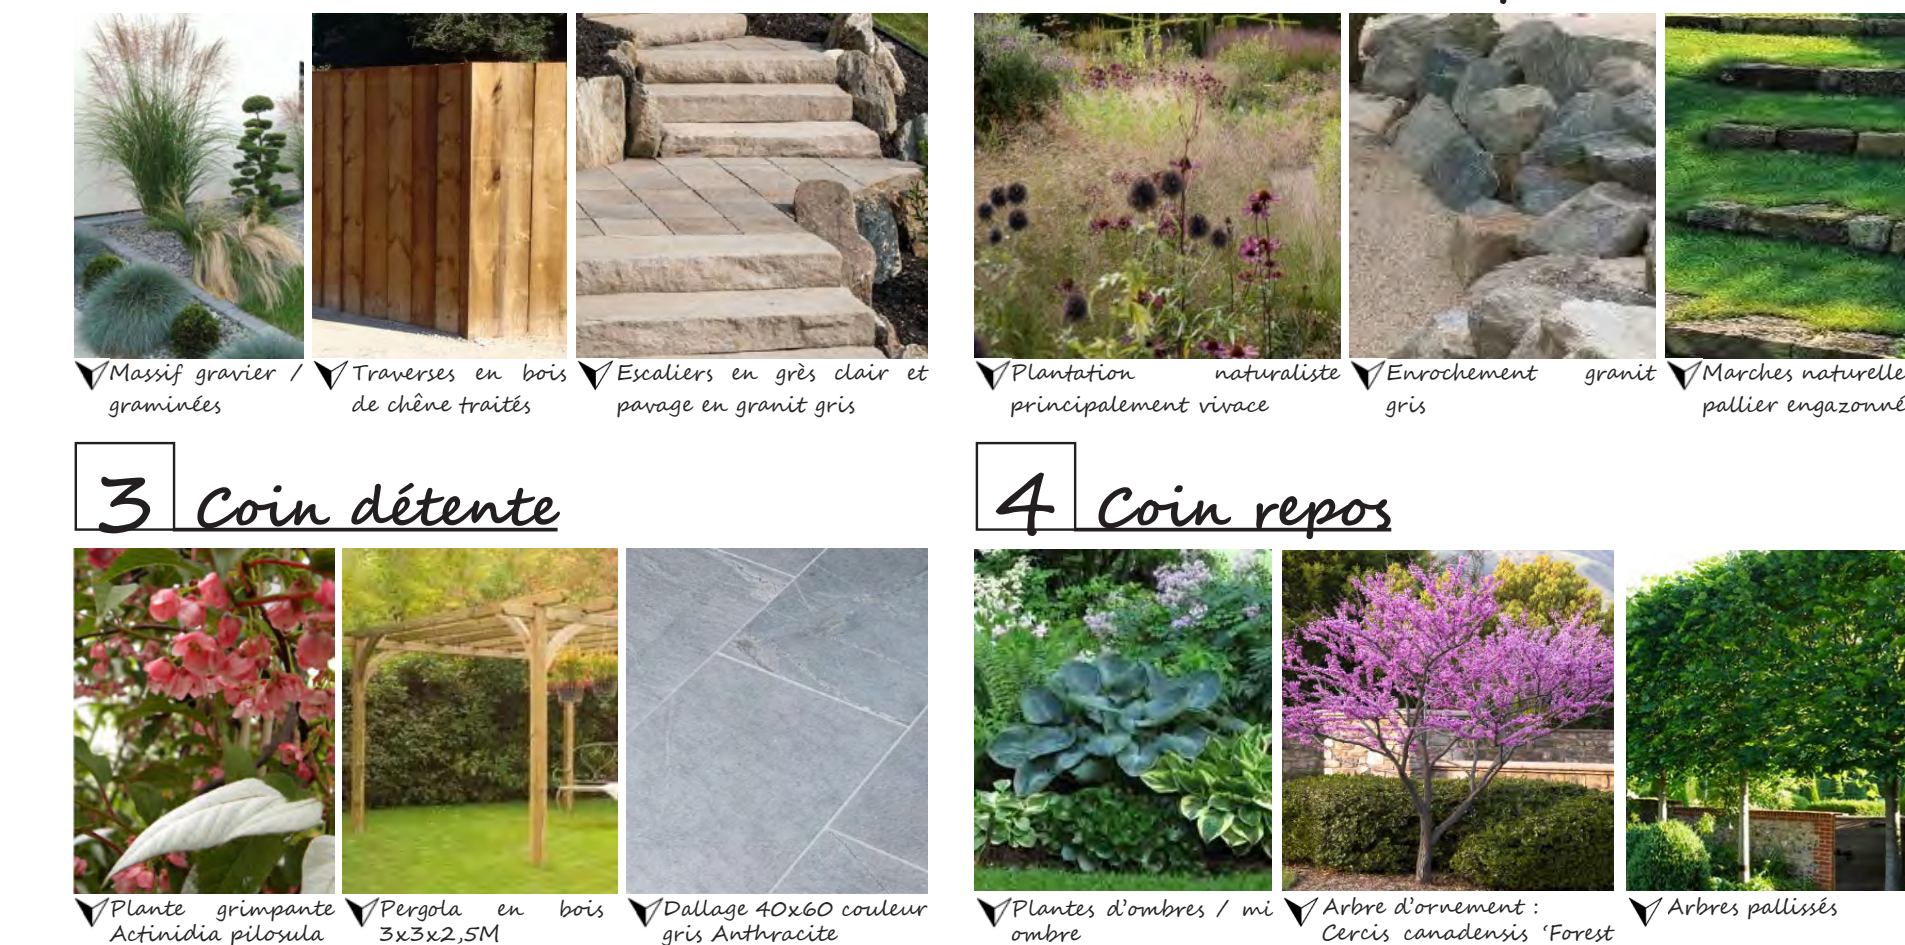 Massif gravier /
graminées
Traverses en bois
de chêne traités
Escaliers en grès clair et
pavage en granit gris
Plantation naturaliste
principalement vivace
Enrochement granit
gris
Marches naturelle
pallier engazonné
3 Coin détente
4 Coin repos
Plante grimpante
Actinidia pilosula
Pergola en bois
3x3x2,5M
Dallage 40x60 couleur
gris Anthracite
Plantes d'ombres / mi
ombre
Arbre d'ornement :
Cercis canadensis ‘Forest
Arbres pallissés